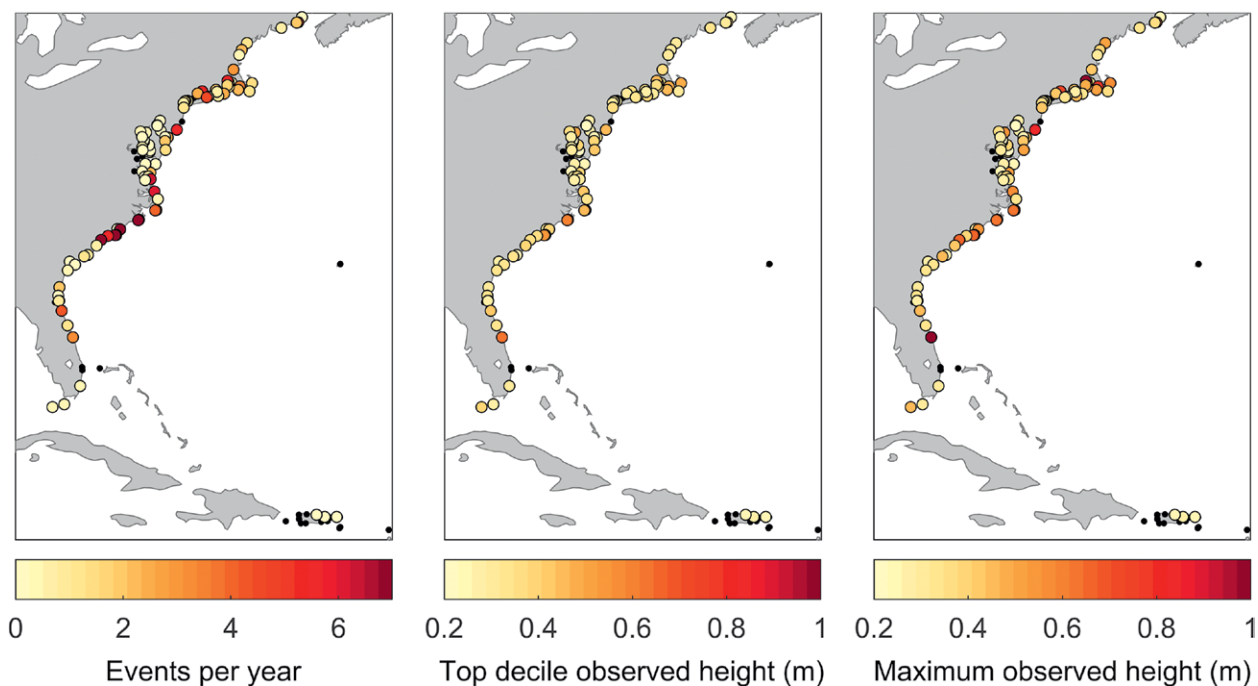 0 2 4 6
0.2 0.4 0.6 0.8 1
0.2 0.4 0.6 0.8 1
Events per year
Top decile observed height (m)
Maximum observed height (m)